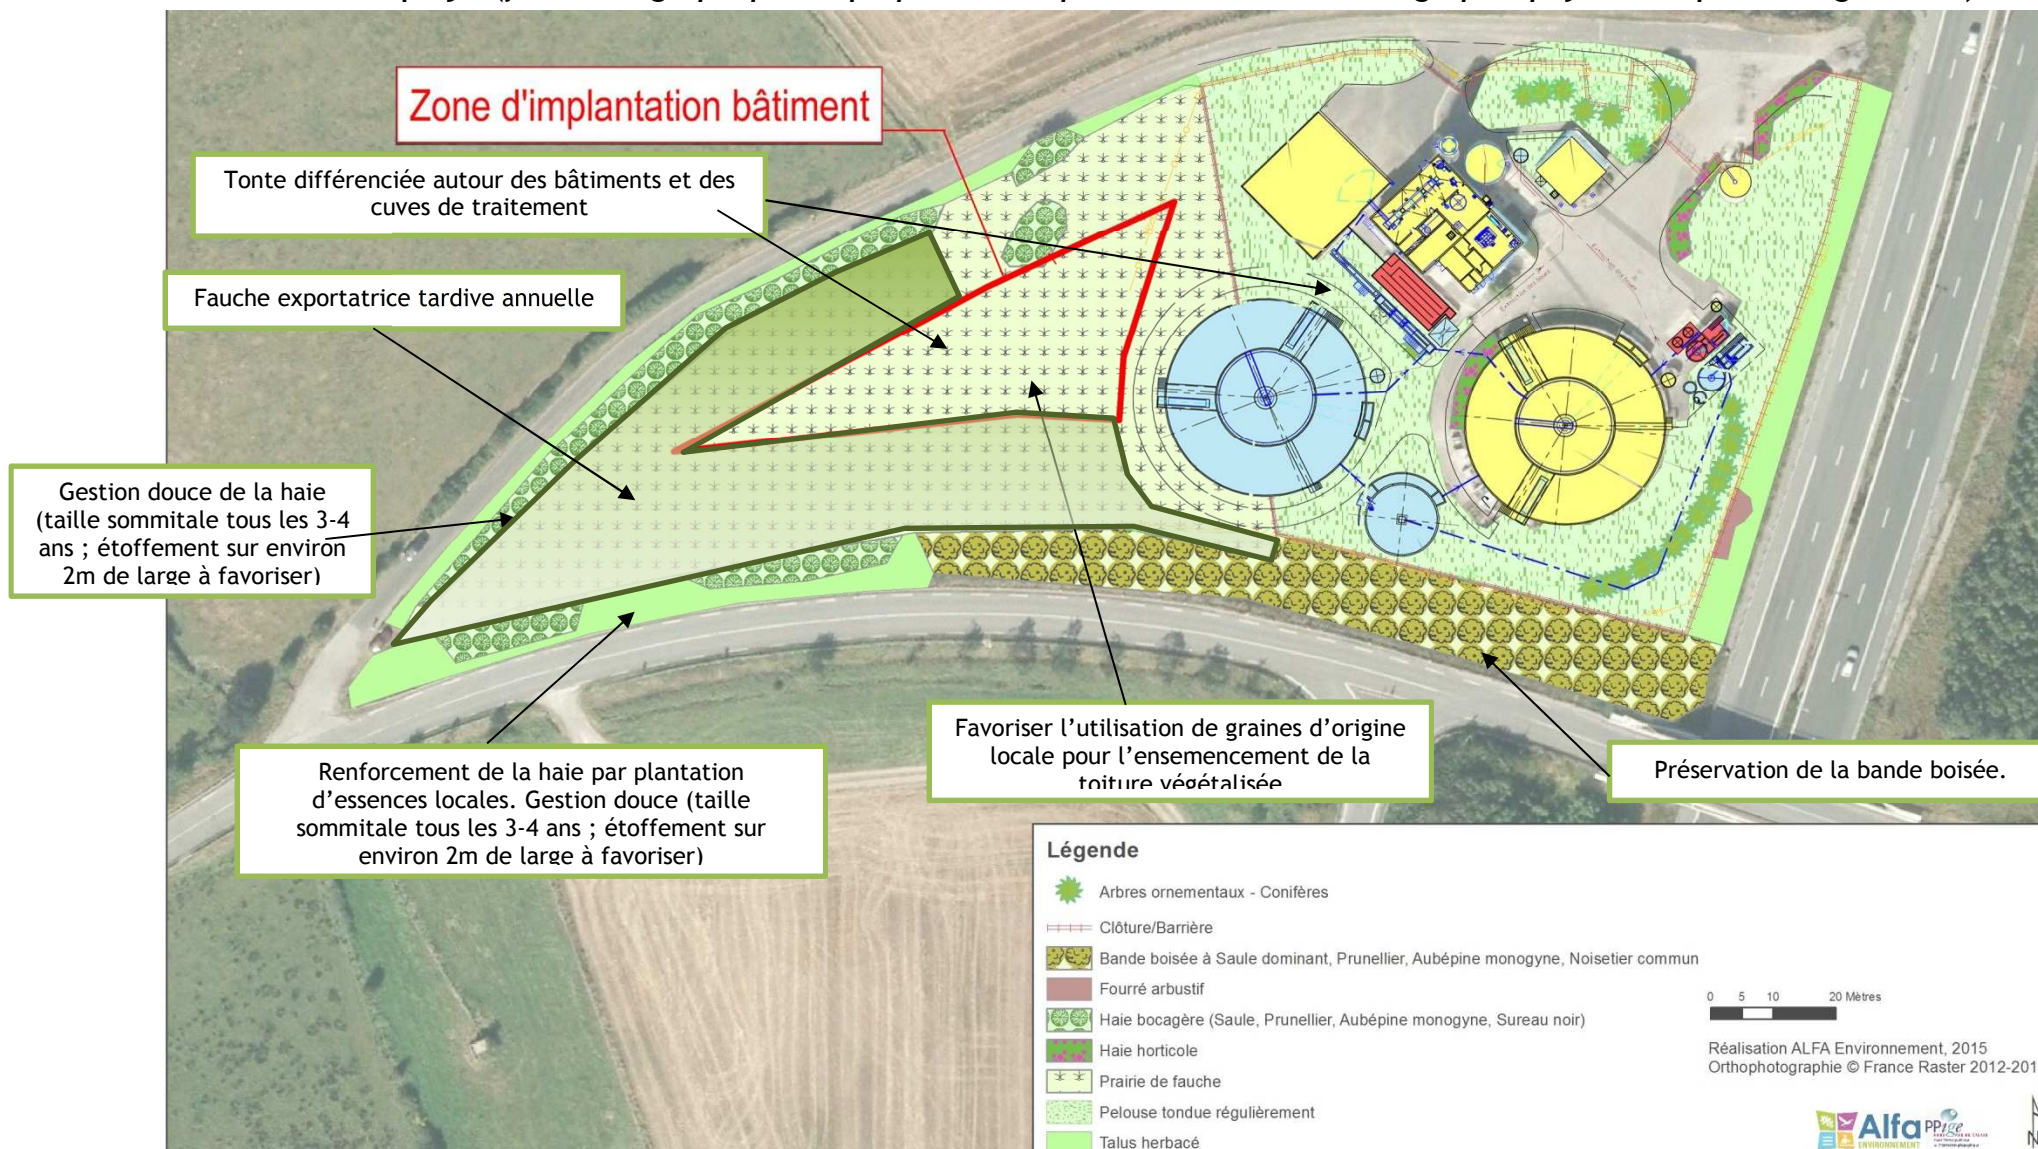 Zone d'implantation bâtiment
Tonte différenciée autour des bâtiments et des
cuves de traitement
Fauche exportatrice tardive annuelle
Gestion douce de la haie
(taille sommitale tous les 3-4
ans ; étoffement sur environ
2m de large à favoriser)
Renforcement de la haie par plantation
d'essences locales. Gestion douce (taille
sommitale tous les 3-4 ans ; étoffement sur
environ 2m de large à favoriser)
Favoriser l'utilisation de graines d'origine
locale pour l'ensemencement de la
toiture végétalisée
Préservation de la bande boisée.
Légende
Arbres ornementaux - Conifères
Clôture/Barrière
Bande boisée à Saule dominant, Prunellier, Aubépine monogyne, Noisetier commun
Fourré arbustif
Haie bocagère (Saule, Prunellier, Aubépine monogyne, Sureau noir)
Haie horticole
Prairie de fauche
Pelouse tondue régulièrement
Talus herbacé
0 5 10 20 Mètres
Réalisation ALFA Environnement, 2015
Orthophotographie © France Raster 2012-201
Alfa PPige
ENVIRONNEMENT